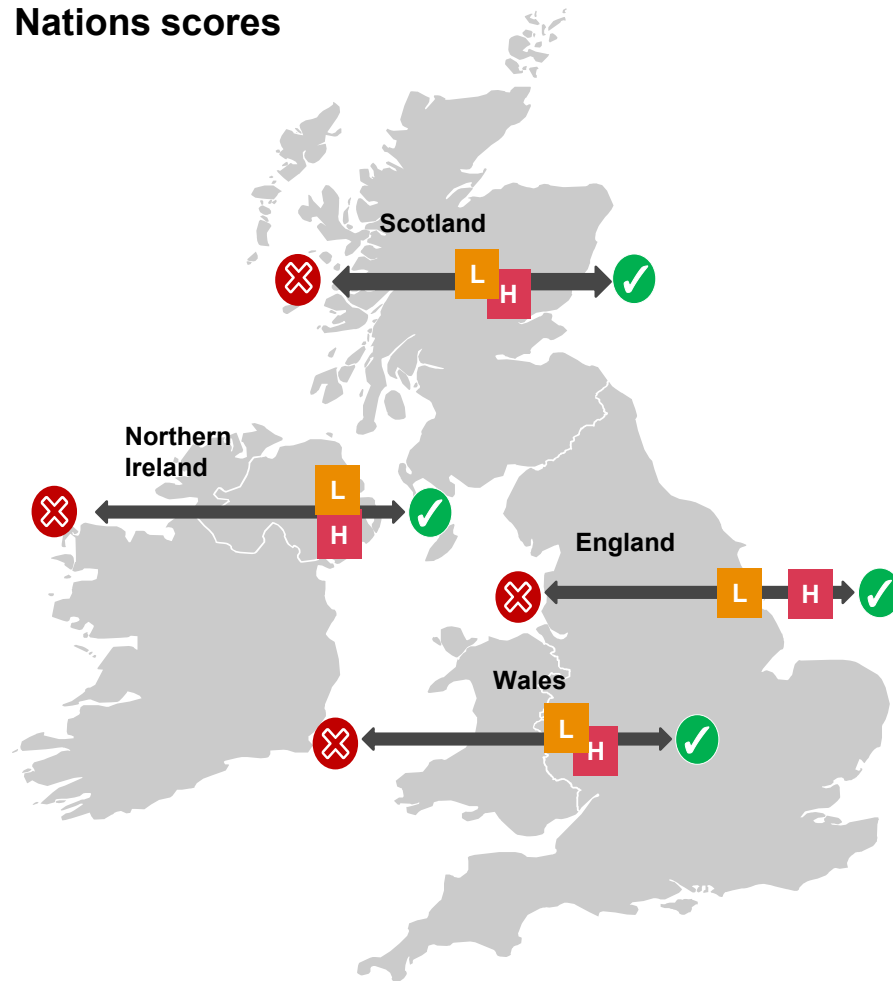 Nations scores
Scotland
L
H
Northern
Ireland
L
H
England
L
H
Wales
L
H